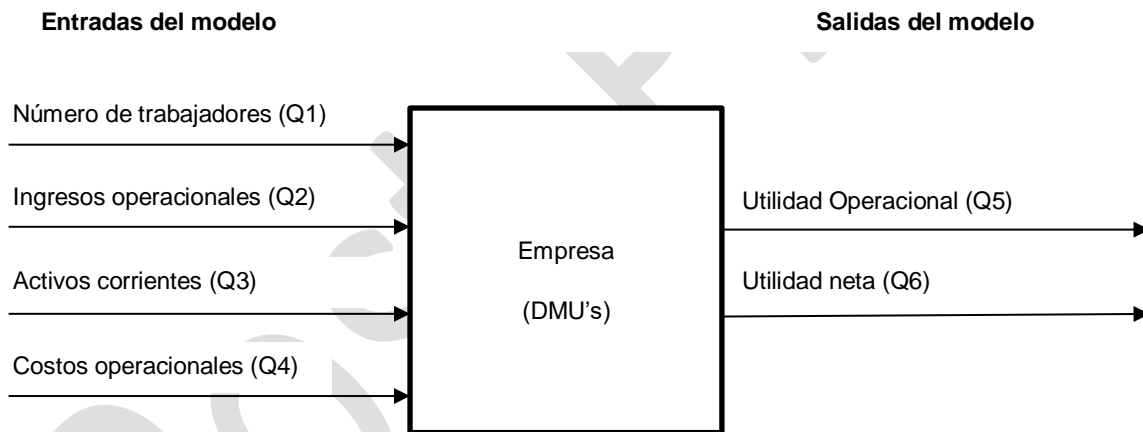 Entradas del modelo
Salidas del modelo
Número de trabajadores (Q1)
Ingresos operacionales (Q2)
Activos corrientes (Q3)
Costos operacionales (Q4)
Empresa
(DMU's)
Utilidad Operacional (Q5)
Utilidad neta (Q6)